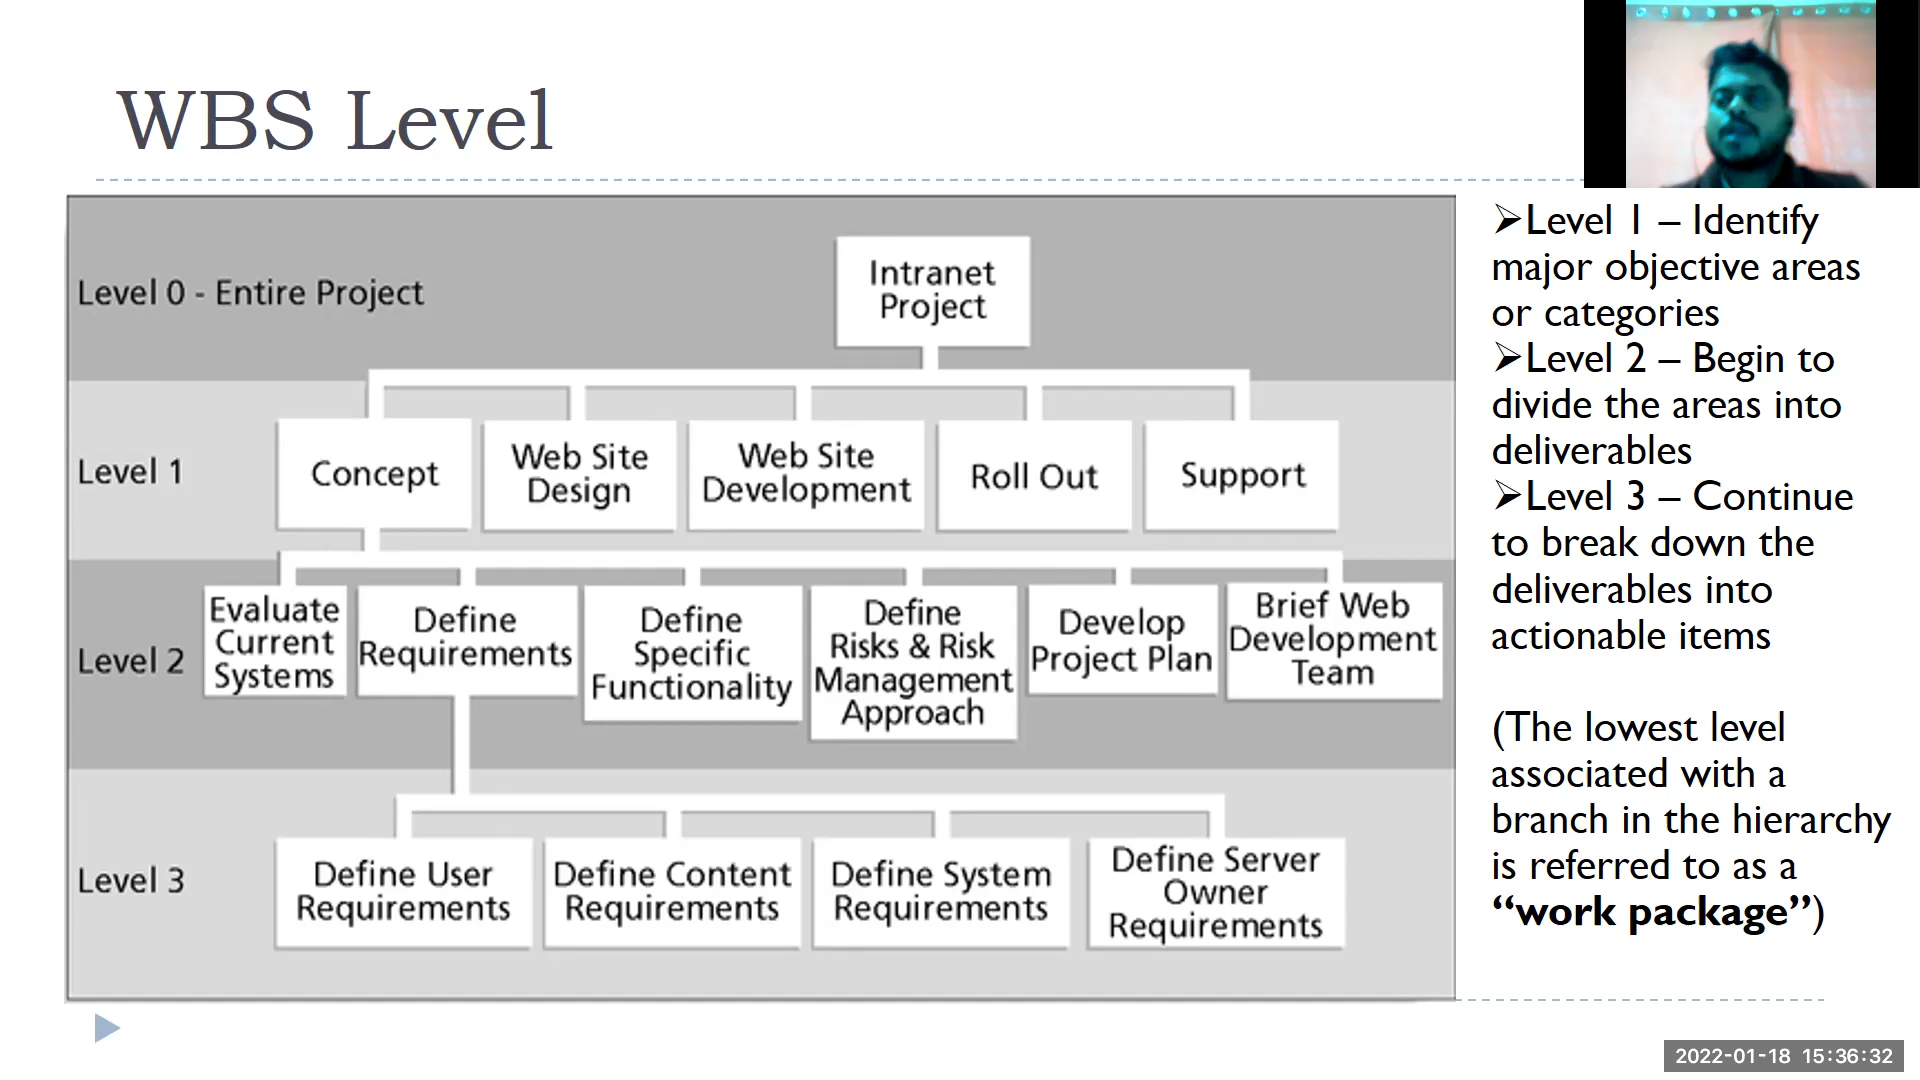 WBS Level
Level 0 - Entire Project
Intranet
Project
Level 1
Concept
Web Site
Design
Web Site
Development
Roll Out
Support
Level 2
Evaluate
Current
Systems
Define
Requirements
Define
Specific
Functionality
Define
Risks & Risk
Management
Approach
Develop
Project Plan
Brief Web
Development
Team
Level 3
Define User
Requirements
Define Content
Requirements
Define System
Requirements
Define Server
Owner
Requirements
➢Level 1 – Identify
major objective areas
or categories
➢Level 2 – Begin to
divide the areas into
deliverables
➢Level 3 – Continue
to break down the
deliverables into
actionable items
(The lowest level
associated with a
branch in the hierarchy
is referred to as a
“work package”)
2022-01-18 15:36:32